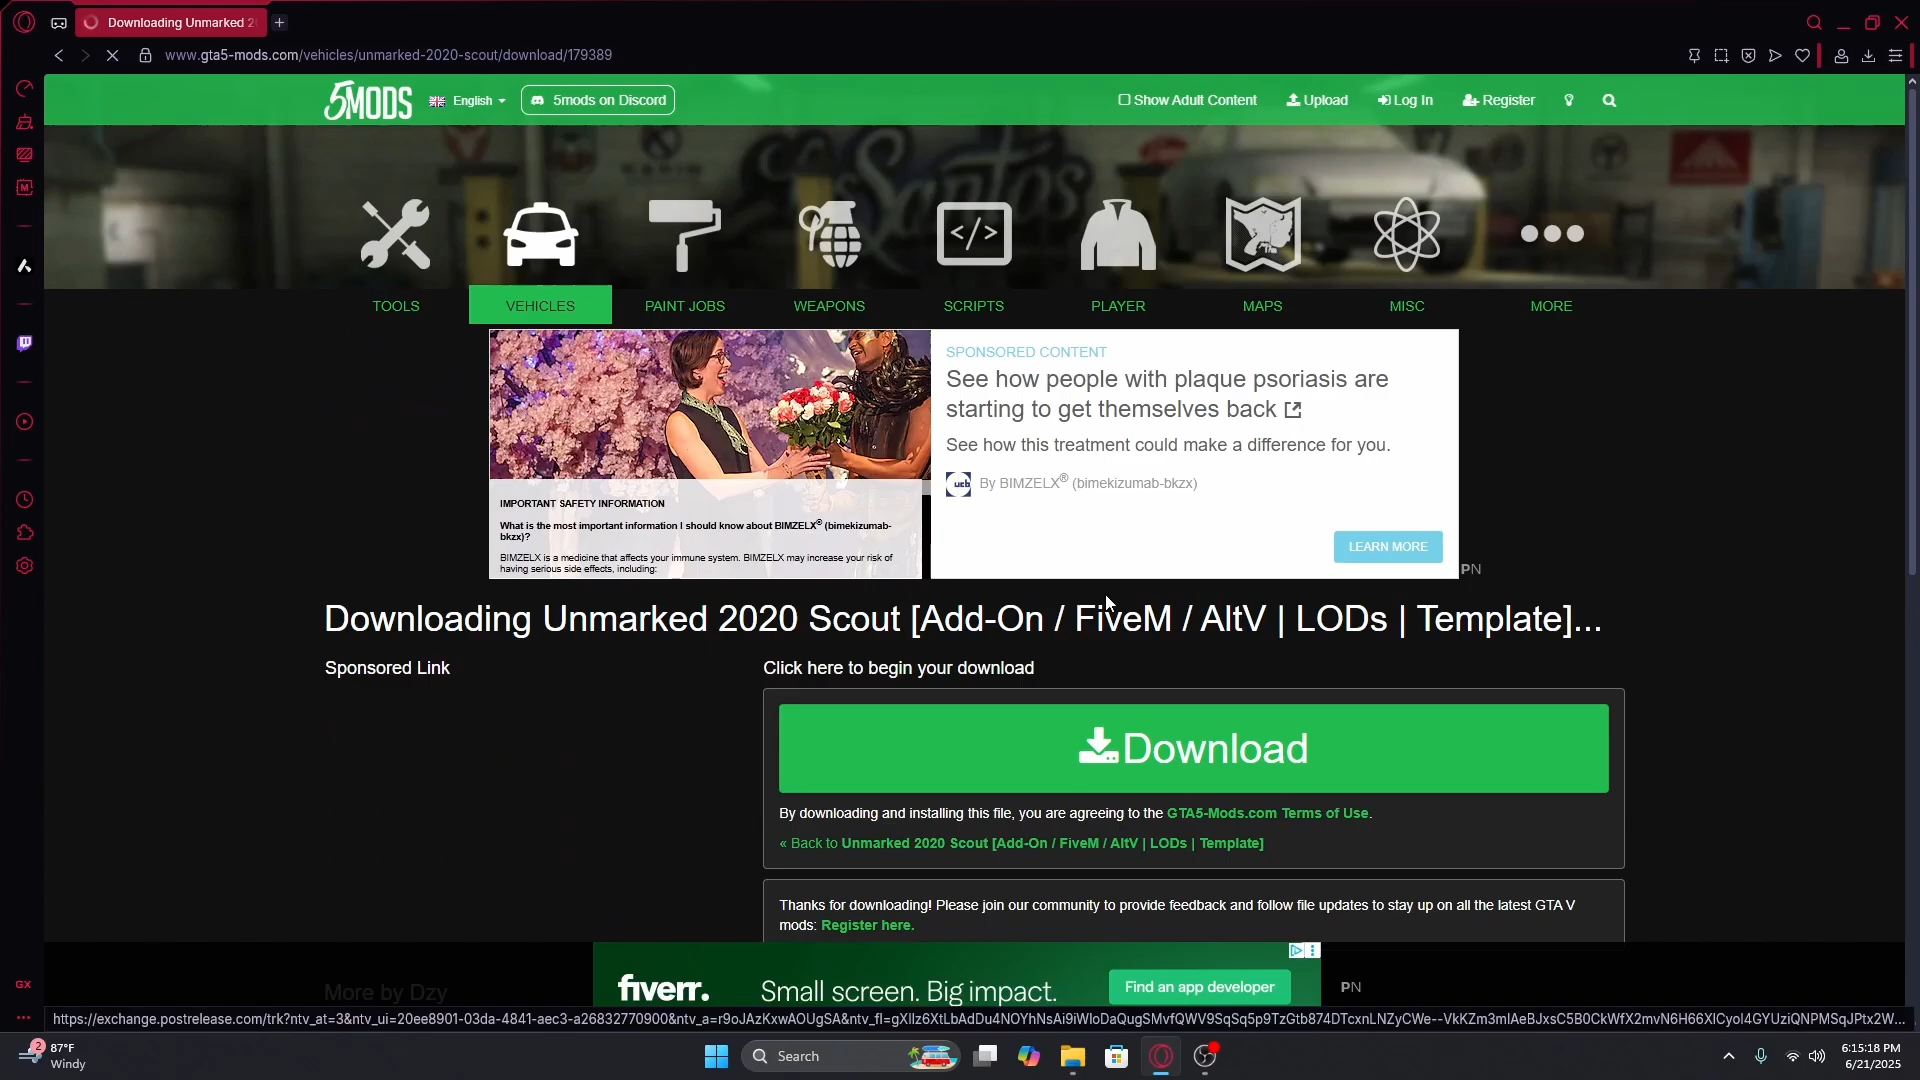 Downloading Unmarked 2
www.gta5-mods.com/vehicles/unmarked-2020-scout/download/179389
5MODS
English
5mods on Discord
Show Adult Content
Upload
Log In
Register
Los Santos
TOOLS
VEHICLES
PAINT JOBS
WEAPONS
SCRIPTS
PLAYER
MAPS
MISC
MORE
SPONSORED CONTENT
See how people with plaque psoriasis are
starting to get themselves back
See how this treatment could make a difference for you.
ucb
By BIMZELX® (bimekizumab-bkzx)
LEARN MORE
IMPORTANT SAFETY INFORMATION
What is the most important information I should know about BIMZELX® (bimekizumab-
bkzx)?
BIMZELX is a medicine that affects your immune system. BIMZELX may increase your risk of
having serious side effects, including:
PN
Downloading Unmarked 2020 Scout [Add-On / FiveM / AltV | LODs | Template]...
Sponsored Link
Click here to begin your download
Download
By downloading and installing this file, you are agreeing to the GTA5-Mods.com Terms of Use.
« Back to Unmarked 2020 Scout [Add-On / FiveM / AltV | LODs | Template]
Thanks for downloading! Please join our community to provide feedback and follow file updates to stay up on all the latest GTA V
mods: Register here.
More by Dzy
fiverr.
Small screen. Big impact.
Find an app developer
PN
GX
2
87°F
Windy
Search
6:15:18 PM
6/21/2025